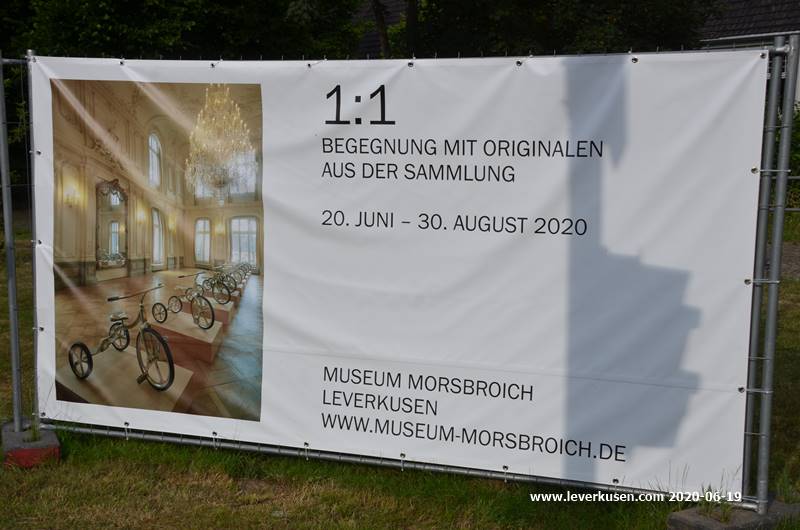 1:1
BEGEGNUNG MIT ORIGINALEN
AUS DER SAMMLUNG
20. JUNI – 30. AUGUST 2020
MUSEUM MORSBROICH
LEVERKUSEN
WWW.MUSEUM-MORSBROICH.DE
www.leverkusen.com 2020-06-19